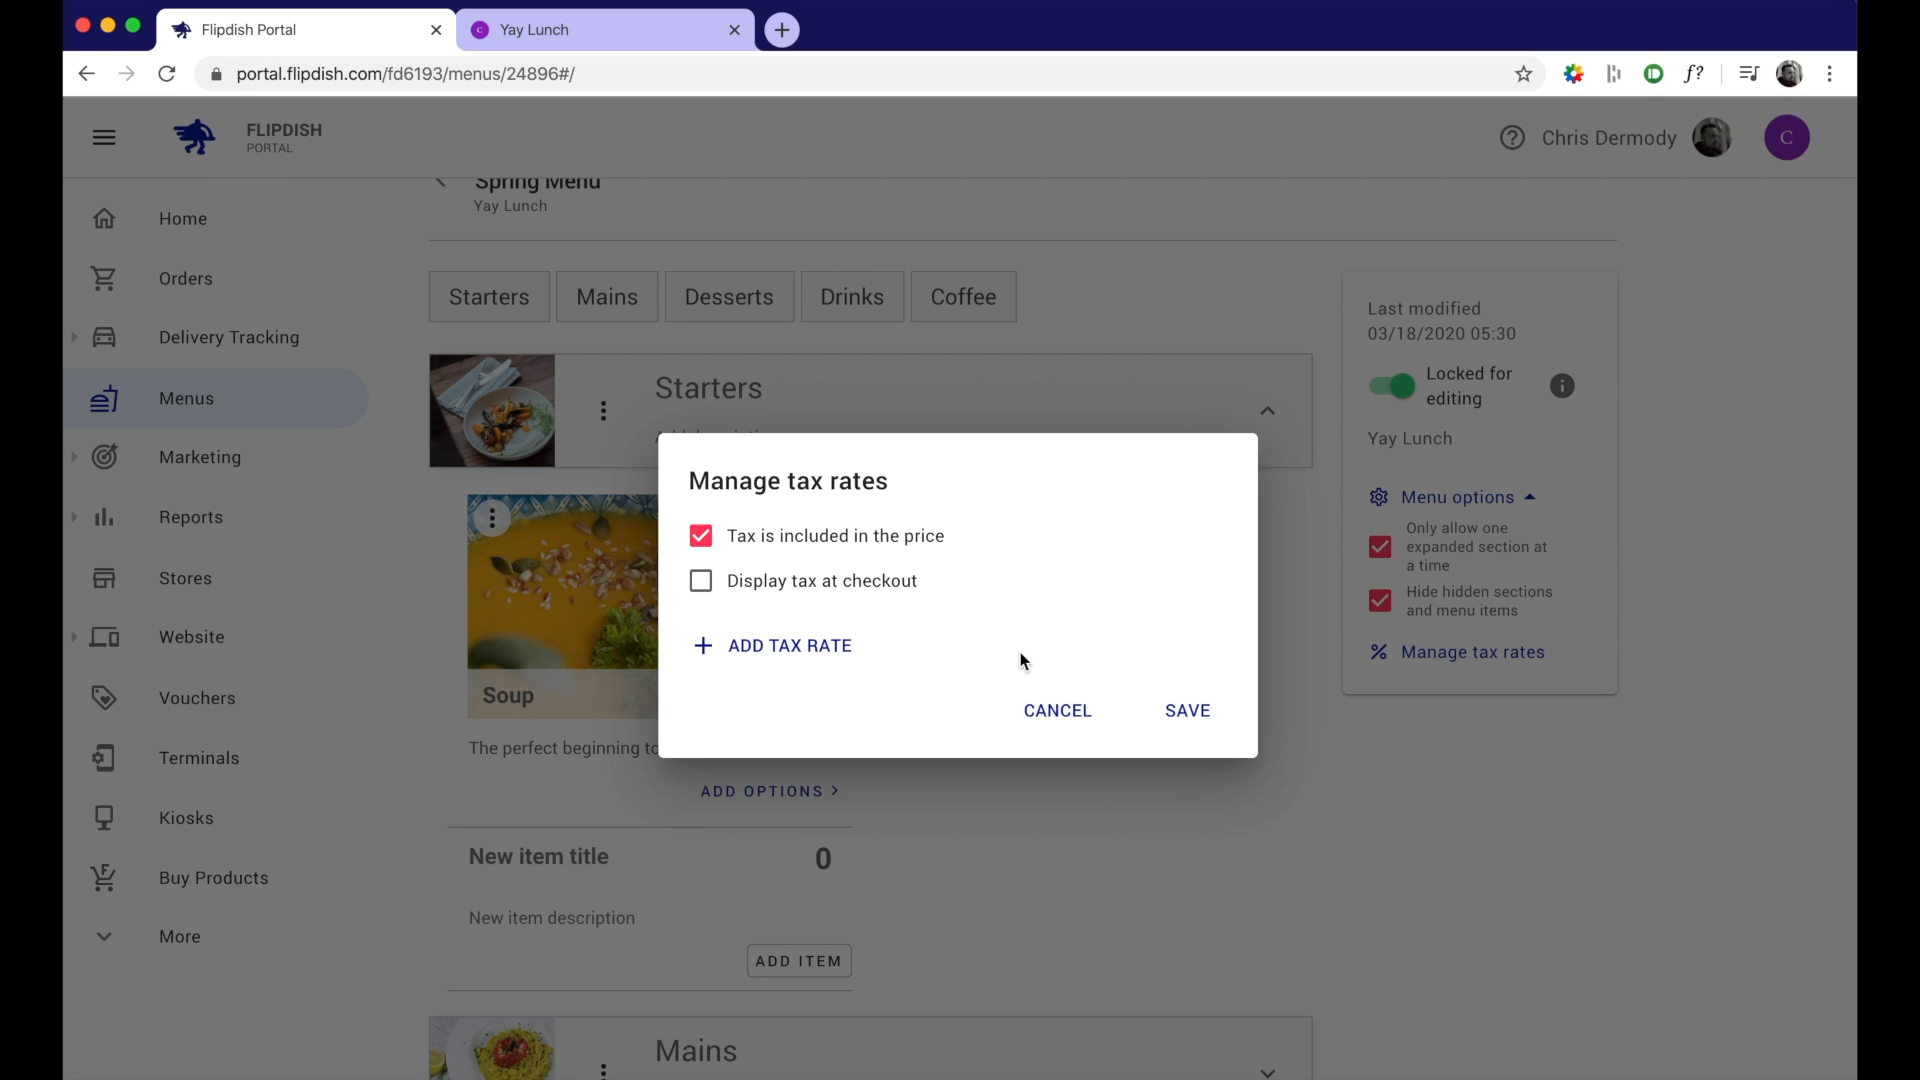 Flipdish Portal
C Yay Lunch
portal.flipdish.com/fd6193/menus/24896#/
f?
FLIPDISH
PORTAL
Chris Dermody
C
Home
Orders
Delivery Tracking
Menus
Marketing
Reports
Stores
Website
Vouchers
Terminals
Kiosks
Buy Products
More
Spring Menu
Yay Lunch
Starters
Mains
Desserts
Drinks
Coffee
Starters
Soup
The perfect beginning to
ADD OPTIONS >
New item title
0
New item description
ADD ITEM
Mains
Manage tax rates
Tax is included in the price
Display tax at checkout
+ ADD TAX RATE
CANCEL
SAVE
Last modified
03/18/2020 05:30
Locked for
editing
Yay Lunch
Menu options
Only allow one
expanded section at
a time
Hide hidden sections
and menu items
% Manage tax rates